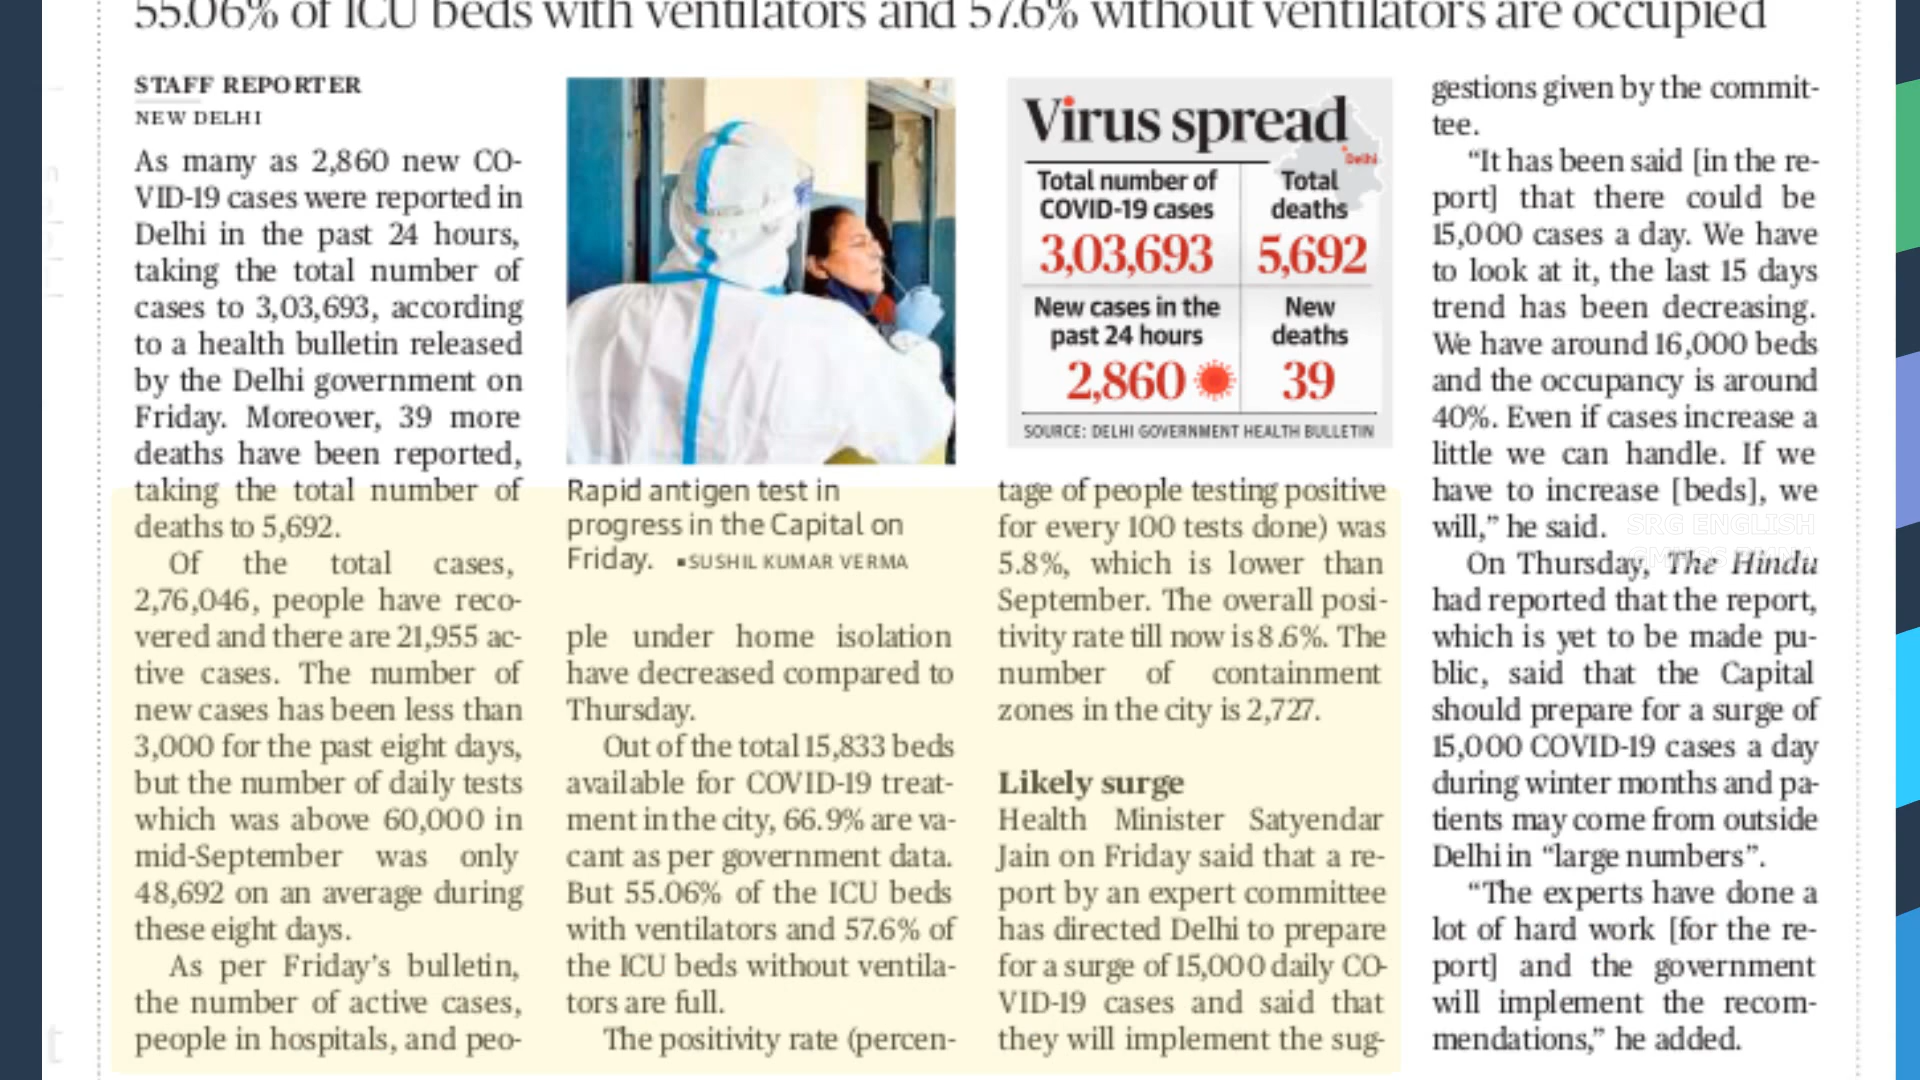 55.06% of ICU beds with ventilators and 57.6% without ventilators are occupied
STAFF REPORTER
NEW DELHI
As many as 2,860 new CO-
VID-19 cases were reported in
Delhi in the past 24 hours,
taking the total number of
cases to 3,03,693, according
to a health bulletin released
by the Delhi government on
Friday. Moreover, 39 more
deaths have been reported,
taking the total number of
deaths to 5,692.
Of the total cases,
2,76,046, people have reco-
vered and there are 21,955 ac-
tive cases. The number of
new cases has been less than
3,000 for the past eight days,
but the number of daily tests
which was above 60,000 in
mid-September was only
48,692 on an average during
these eight days.
As per Friday's bulletin,
the number of active cases,
people in hospitals, and peo-
Rapid antigen test in
progress in the Capital on
Friday. ▪SUSHIL KUMAR VERMA
ple under home isolation
have decreased compared to
Thursday.
Out of the total 15,833 beds
available for COVID-19 treat-
ment in the city, 66.9% are va-
cant as per government data.
But 55.06% of the ICU beds
with ventilators and 57.6% of
the ICU beds without ventila-
tors are full.
The positivity rate (percen-
Virus spread
Delhi
Total number of
COVID-19 cases
3,03,693
Total
deaths
5,692
New cases in the
past 24 hours
2,860
New
deaths
39
SOURCE: DELHI GOVERNMENT HEALTH BULLETIN
tage of people testing positive
for every 100 tests done) was
5.8%, which is lower than
September. The overall posi-
tivity rate till now is 8.6%. The
number of containment
zones in the city is 2,727.
Likely surge
Health Minister Satyendar
Jain on Friday said that a re-
port by an expert committee
has directed Delhi to prepare
for a surge of 15,000 daily CO-
VID-19 cases and said that
they will implement the sug-
gestions given by the commit-
tee.
“It has been said [in the re-
port] that there could be
15,000 cases a day. We have
to look at it, the last 15 days
trend has been decreasing.
We have around 16,000 beds
and the occupancy is around
40%. Even if cases increase a
little we can handle. If we
have to increase [beds], we
will,” he said.
SRG ENGLISH
On Thursday, The Hindu
had reported that the report,
which is yet to be made pu-
blic, said that the Capital
should prepare for a surge of
15,000 COVID-19 cases a day
during winter months and pa-
tients may come from outside
Delhi in “large numbers”.
“The experts have done a
lot of hard work [for the re-
port] and the government
will implement the recom-
mendations,” he added.